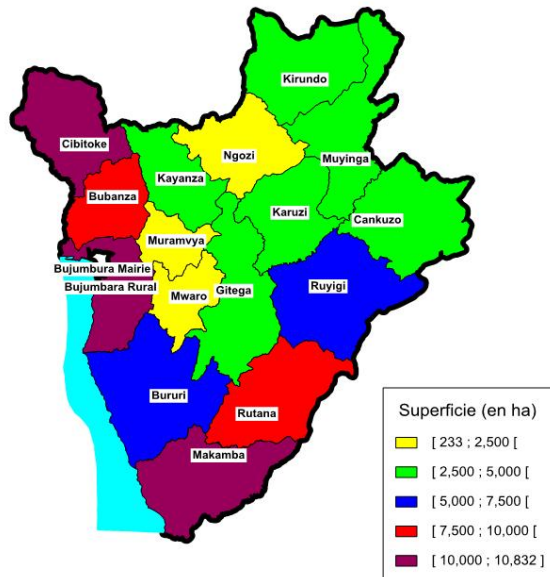 Kirundo
Cibitoke
Ngozi
Muyinga
Kayanza
Bubanza
Karuzi
Cankuzo
Muramvya
Bujumbura Mairie
Bujumbara Rural
Mwaro
Gitega
Ruyigi
Bururi
Rutana
Makamba
Superficie (en ha)
[ 233 ; 2,500 [
[ 2,500 ; 5,000 [
[ 5,000 ; 7,500 [
[ 7,500 ; 10,000 [
[ 10,000 ; 10,832 ]